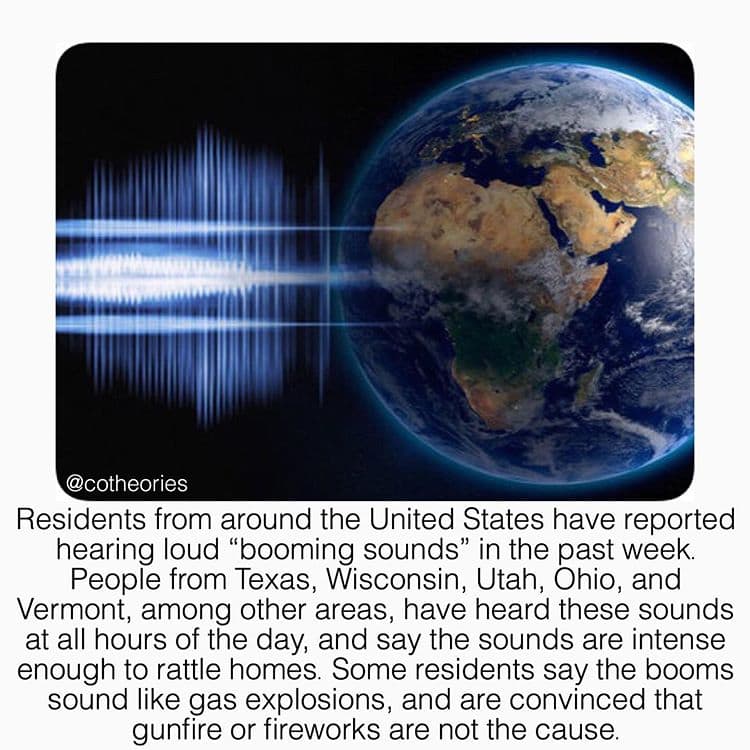 @cotheories
Residents from around the United States have reported
hearing loud “booming sounds” in the past week.
People from Texas, Wisconsin, Utah, Ohio, and
Vermont, among other areas, have heard these sounds
at all hours of the day, and say the sounds are intense
enough to rattle homes. Some residents say the booms
sound like gas explosions, and are convinced that
gunfire or fireworks are not the cause.